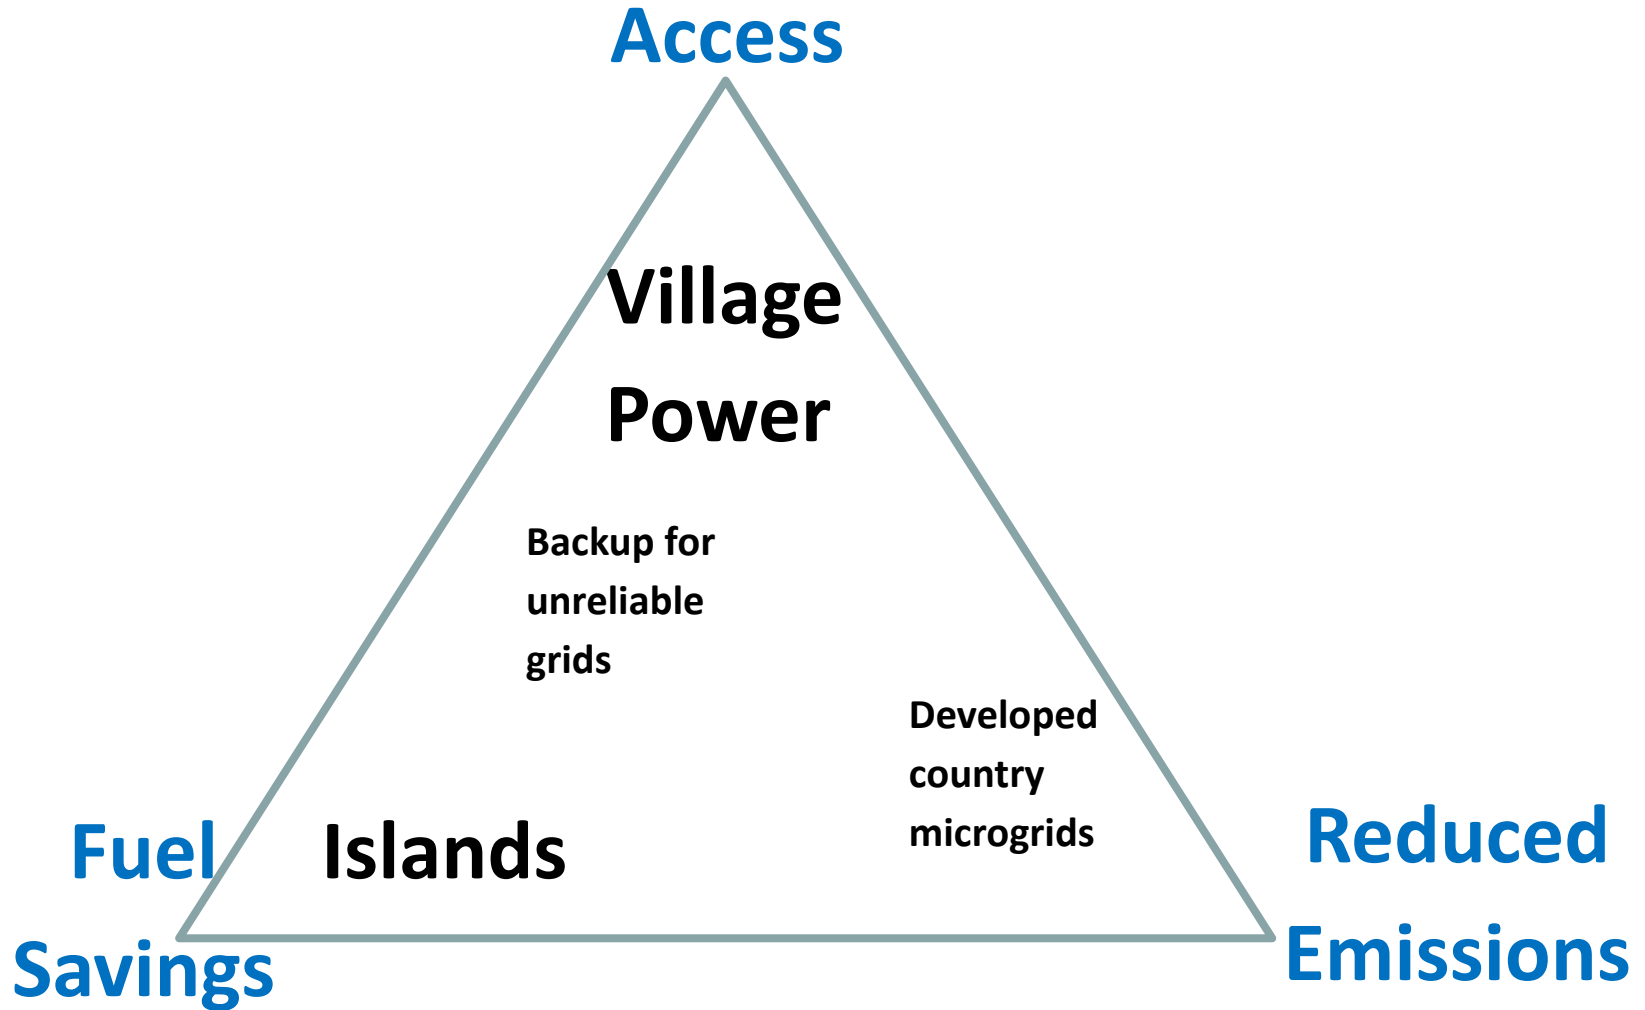 Access
Village
Power
Backup for
unreliable
grids
Developed
country
microgrids
Fuel
Savings
Islands
Reduced
Emissions